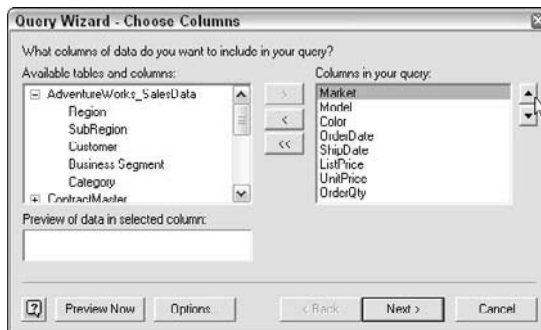 Query Wizard - Choose Columns
What columns of data do you want to include in your query?
Available tables and columns:
AdventureWorks_SalesData
Region
SubRegion
Customer
Business Segment
Category
ContractMaster
Columns in your query:
Market
Model
Color
OrderDate
ShipDate
ListPrice
UnitPrice
OrderQty
>
<
<<
Preview of data in selected column:
?
Preview Now
Options...
< Back
Next >
Cancel